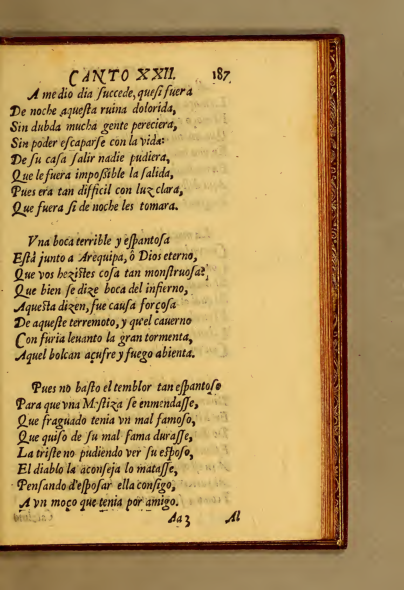 CANTO XXII. 187
A medio dia succede, que si fuera
De noche aquesta ruina dolorida,
Sin dubda mucha gente pereciera,
Sin poder escaparse con la vida:
De su casa salir nadie pudiera,
Que le fuera impoßible la salida,
Pues era tan difficil con luz clara,
Que fuera si de noche les tomara.
Vna boca terrible y espantosa
Està junto a Arequipa, ô Dios eterno,
Que vos hezistes cosa tan monstruosa?
Que bien se dize boca del infierno,
Aquesta dizen, fue causa forçosa
De aqueste terremoto, y qu'el cauerno
Con furia leuanto la gran tormenta,
Aquel bolcan açufre y fuego abienta.
Pues no basto el temblor tan espantoso
Para que vna Mestiza se enmendasse,
Que fraguado tenia vn mal famoso,
Que quiso de su mal fama durasse,
La triste no pudiendo ver su esposo,
El diablo la aconseja lo matasse,
Pensando d'esposar ella consigo,
A vn moço que tenia por amigo.
Aa 3 Al